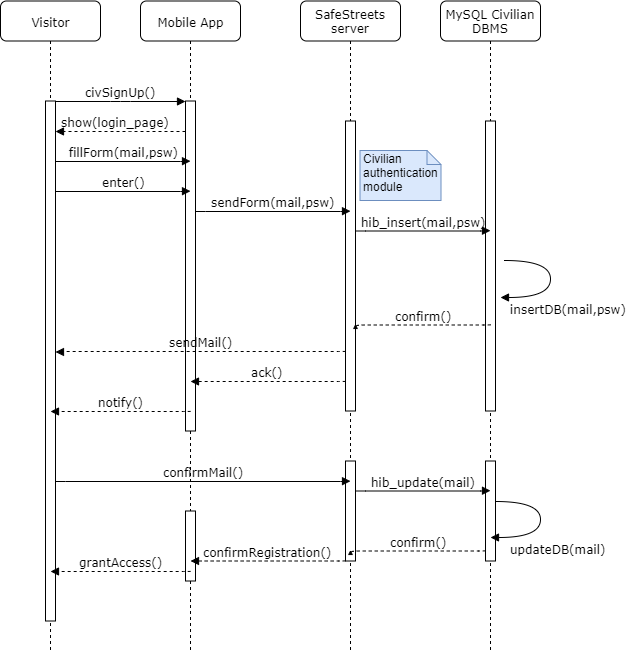 Visitor
Mobile App
SafeStreets
server
MySQL Civilian
DBMS
civSignUp()
show(login_page)
fillForm(mail,psw)
enter()
Civilian
authentication
module
sendForm(mail,psw)
hib_insert(mail,psw)
insertDB(mail,psw)
confirm()
sendMail()
ack()
notify()
confirmMail()
hib_update(mail)
updateDB(mail)
confirm()
confirmRegistration()
grantAccess()